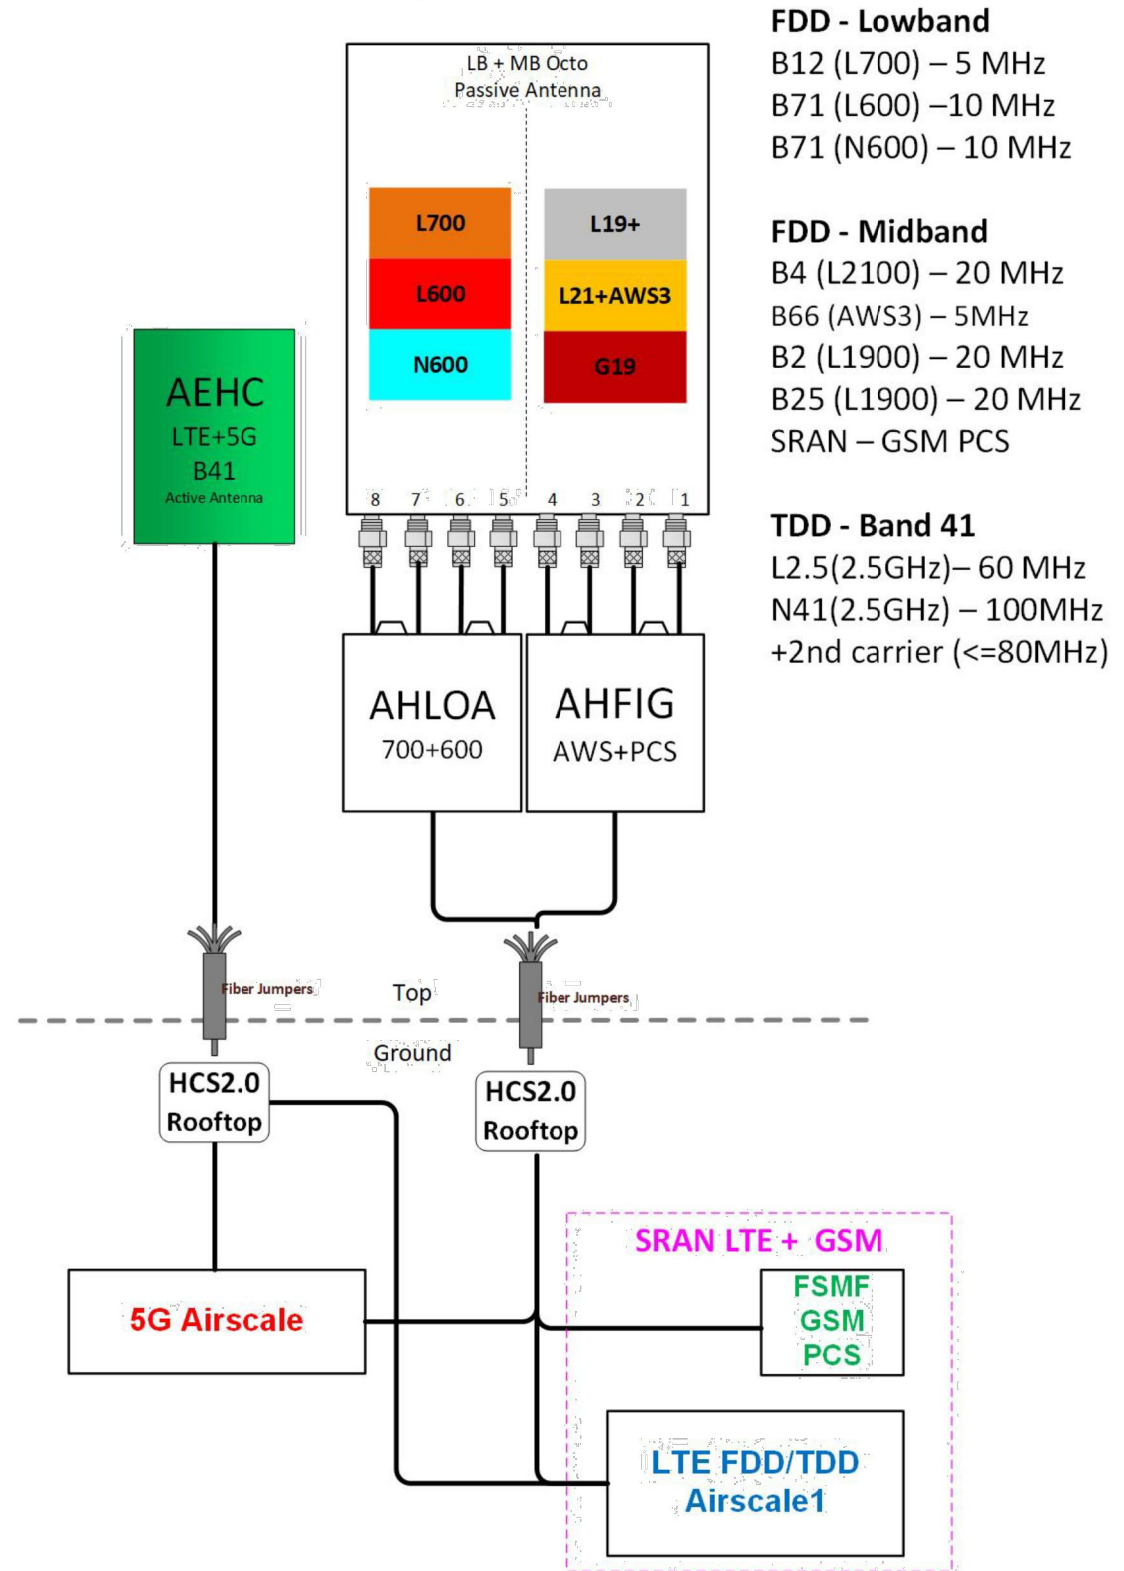 FDD - Lowband
B12 (L700) – 5 MHz
B71 (L600) –10 MHz
B71 (N600) – 10 MHz
FDD - Midband
B4 (L2100) – 20 MHz
B66 (AWS3) – 5MHz
B2 (L1900) – 20 MHz
B25 (L1900) – 20 MHz
SRAN – GSM PCS
TDD - Band 41
L2.5(2.5GHz)– 60 MHz
N41(2.5GHz) – 100MHz
+2nd carrier (<=80MHz)
LB + MB Octo
Passive Antenna
L700
L600
N600
L19+
L21+AWS3
G19
8 7 6 5 4 3 2 1
AEHC
LTE+5G
B41
Active Antenna
AHLOA
700+600
AHFIG
AWS+PCS
Fiber Jumpers
Top
Fiber Jumpers
Ground
HCS2.0
Rooftop
HCS2.0
Rooftop
5G Airscale
SRAN LTE + GSM
FSMF
GSM
PCS
LTE FDD/TDD
Airscale1